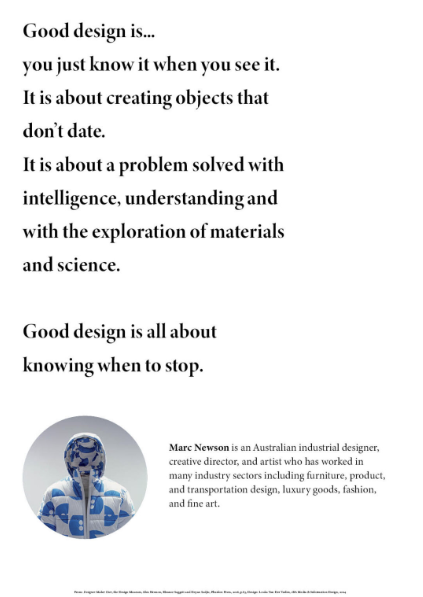 Good design is...
you just know it when you see it.
It is about creating objects that
don't date.
It is about a problem solved with
intelligence, understanding and
with the exploration of materials
and science.
Good design is all about
knowing when to stop.
Marc Newson is an Australian industrial designer,
creative director, and artist who has worked in
many industry sectors including furniture, product,
and transportation design, luxury goods, fashion,
and fine art.